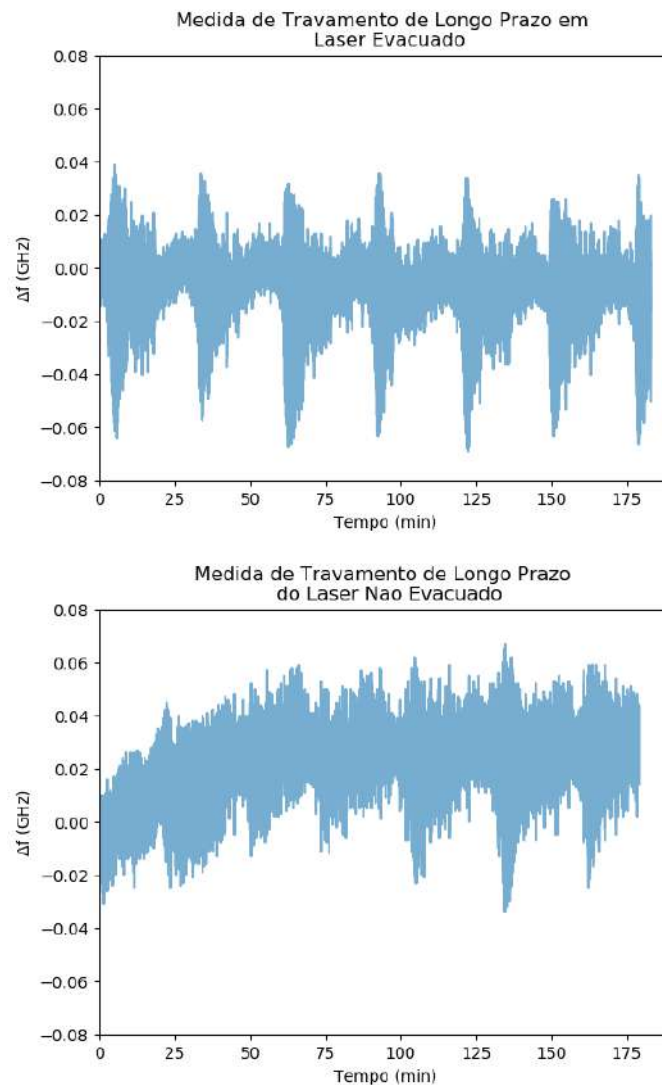 Medida de Travamento de Longo Prazo em
Laser Evacuado
0.08
0.06
0.04
0.02
0.00
−0.02
−0.04
−0.06
−0.08
Δf (GHz)
0 25 50 75 100 125 150 175
Tempo (min)
Medida de Travamento de Longo Prazo
do Laser Nao Evacuado
0.08
0.06
0.04
0.02
0.00
−0.02
−0.04
−0.06
−0.08
Δf (GHz)
0 25 50 75 100 125 150 175
Tempo (min)